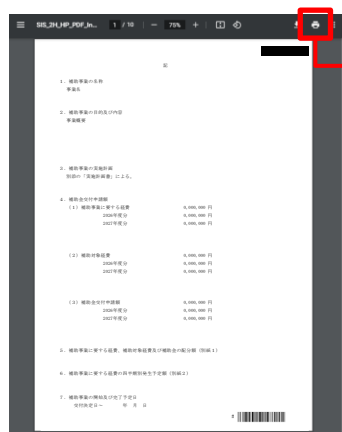 SIS_2H_HP_PDF_In... 1 / 10 75%
記
1．補助事業の名称
事業名
2．補助事業の目的及び内容
事業概要
3．補助事業の実施計画
別添の「実施計画書」による。
4．補助金交付申請額
（1）補助事業に要する経費 0,000,000 円
2026年度分 0,000,000 円
2027年度分 0,000,000 円
（2）補助対象経費 0,000,000 円
2026年度分 0,000,000 円
2027年度分 0,000,000 円
（3）補助金交付申請額 0,000,000 円
2026年度分 0,000,000 円
2027年度分 0,000,000 円
5．補助事業に要する経費、補助対象経費及び補助金の配分額（別紙1）
6．補助事業に要する経費の四半期別発生予定額（別紙2）
7．補助事業の開始及び完了予定日
交付決定日～ 年 月 日